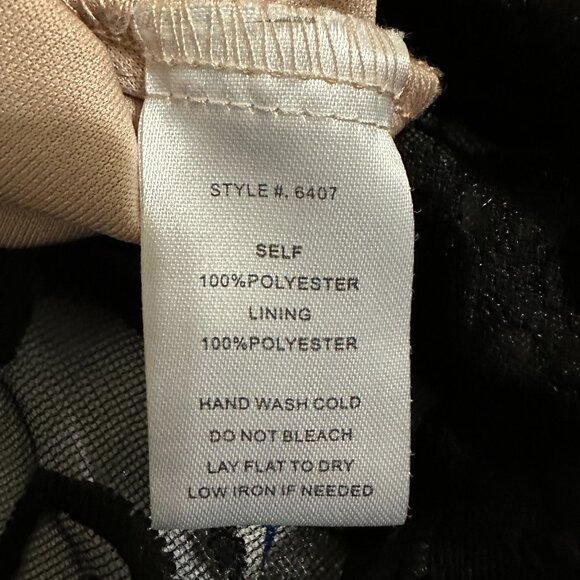 STYLE #. 6407
SELF
100%POLYESTER
LINING
100%POLYESTER
HAND WASH COLD
DO NOT BLEACH
LAY FLAT TO DRY
LOW IRON IF NEEDED